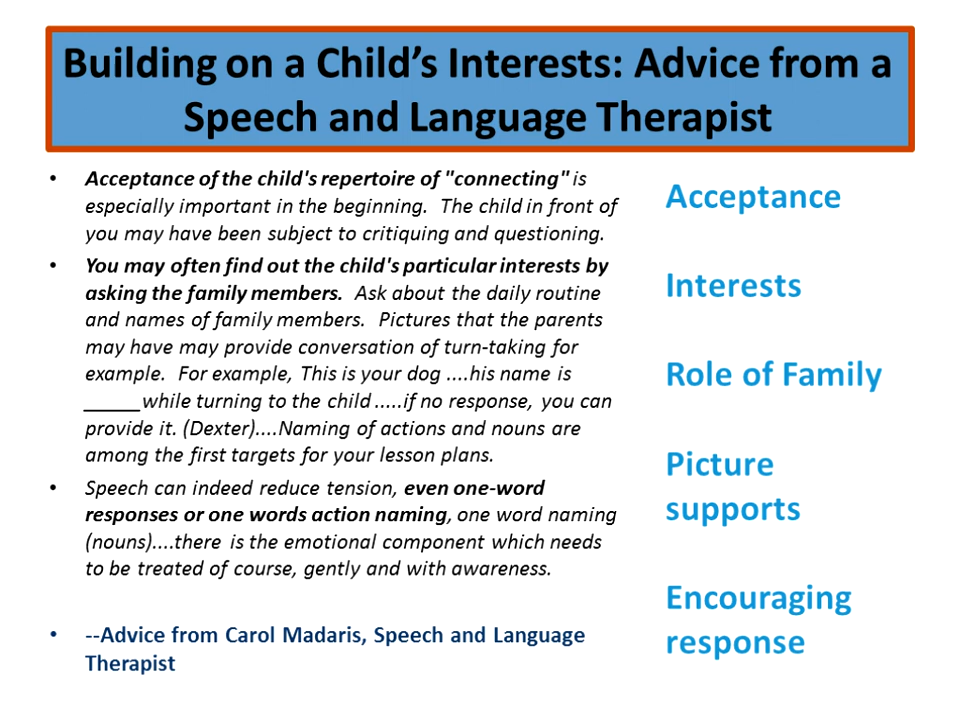 Building on a Child's Interests: Advice from a
Speech and Language Therapist
• Acceptance of the child's repertoire of "connecting" is
especially important in the beginning. The child in front of
you may have been subject to critiquing and questioning.
• You may often find out the child's particular interests by
asking the family members. Ask about the daily routine
and names of family members. Pictures that the parents
may have may provide conversation of turn-taking for
example. For example, This is your dog ....his name is
_____while turning to the child .....if no response, you can
provide it. (Dexter)....Naming of actions and nouns are
among the first targets for your lesson plans.
• Speech can indeed reduce tension, even one-word
responses or one words action naming, one word naming
(nouns)....there is the emotional component which needs
to be treated of course, gently and with awareness.
• --Advice from Carol Madaris, Speech and Language
Therapist
Acceptance
Interests
Role of Family
Picture
supports
Encouraging
response